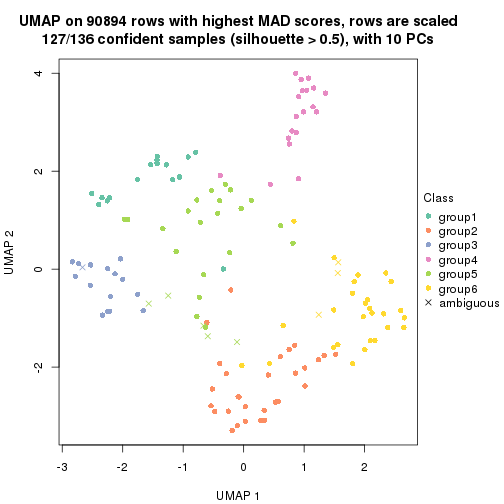 UMAP on 90894 rows with highest MAD scores, rows are scaled
127/136 confident samples (silhouette > 0.5), with 10 PCs
4
2
0
-2
UMAP 2
-3
-2
-1
0
1
2
UMAP 1
Class
group1
group2
group3
group4
group5
group6
ambiguous